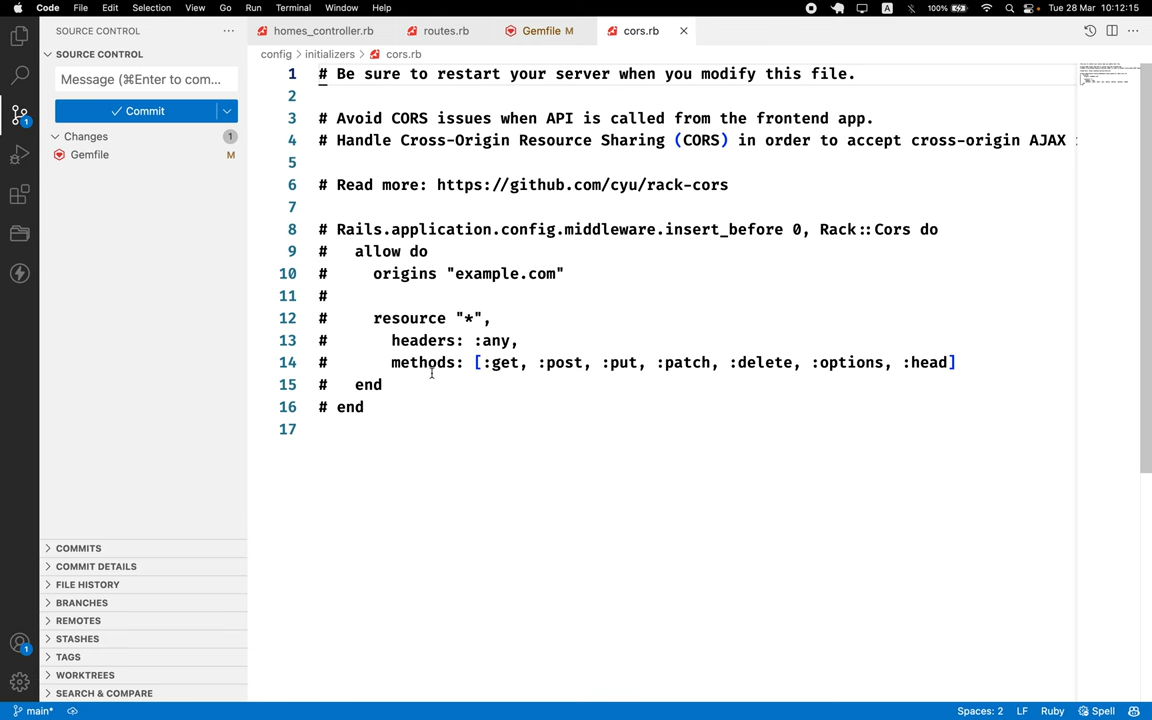 Code File Edit Selection View Go Run Terminal Window Help 100% Tue 28 Mar 10:12:15
SOURCE CONTROL
homes_controller.rb routes.rb Gemfile M cors.rb
SOURCE CONTROL
config > initializers > cors.rb
Message (⌘Enter to com...
Commit
Changes 1
Gemfile M
1 # Be sure to restart your server when you modify this file.
2
3 # Avoid CORS issues when API is called from the frontend app.
4 # Handle Cross-Origin Resource Sharing (CORS) in order to accept cross-origin AJAX
5
6 # Read more: https://github.com/cyu/rack-cors
7
8 # Rails.application.config.middleware.insert_before 0, Rack::Cors do
9 #   allow do
10 #     origins "example.com"
11 #
12 #     resource "*",
13 #       headers: :any,
14 #       methods: [:get, :post, :put, :patch, :delete, :options, :head]
15 #   end
16 # end
17
COMMITS
COMMIT DETAILS
FILE HISTORY
BRANCHES
REMOTES
STASHES
TAGS
WORKTREES
SEARCH & COMPARE
1
1
main*
Spaces: 2 LF Ruby Spell